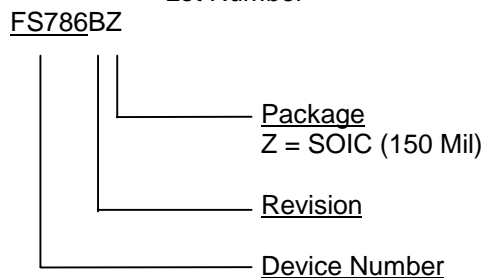 FS786BZ
Package
Z = SOIC (150 Mil)
Revision
Device Number